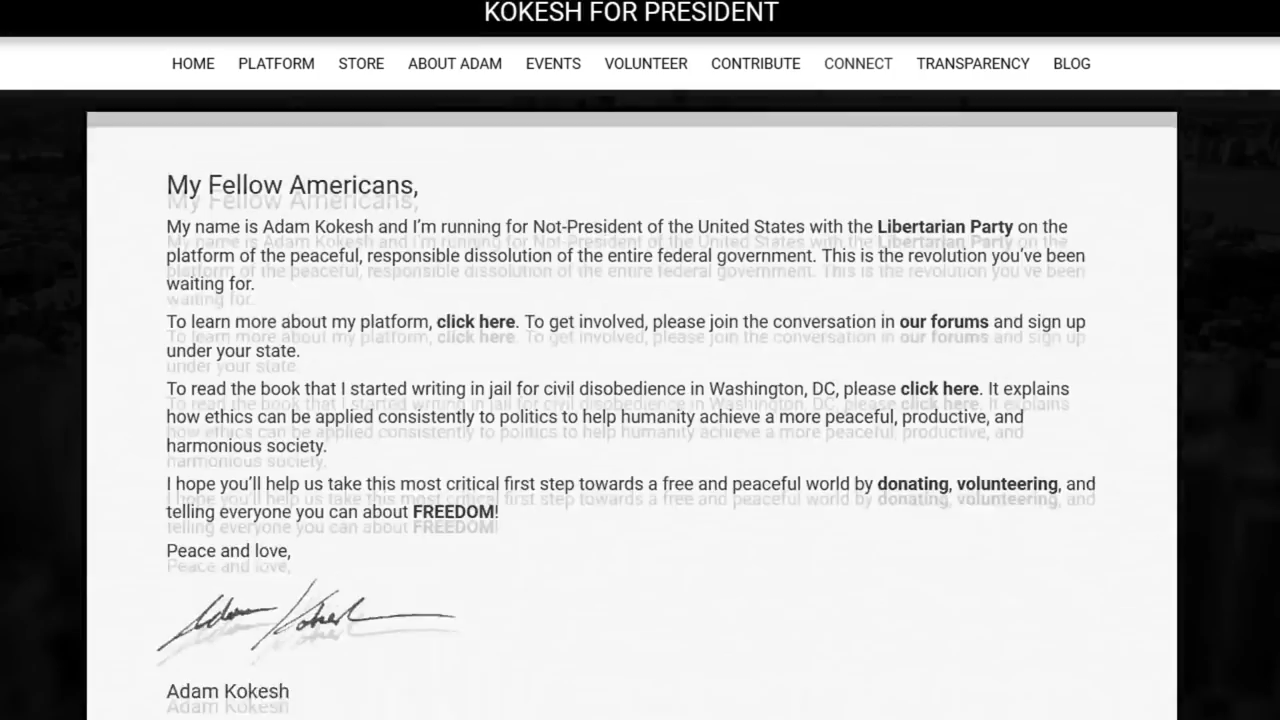 KOKESH FOR PRESIDENT
HOME PLATFORM STORE ABOUT ADAM EVENTS VOLUNTEER CONTRIBUTE CONNECT TRANSPARENCY BLOG
My Fellow Americans,
My name is Adam Kokesh and I'm running for Not-President of the United States with the Libertarian Party on the
platform of the peaceful, responsible dissolution of the entire federal government. This is the revolution you've been
waiting for.
To learn more about my platform, click here. To get involved, please join the conversation in our forums and sign up
under your state.
To read the book that I started writing in jail for civil disobedience in Washington, DC, please click here. It explains
how ethics can be applied consistently to politics to help humanity achieve a more peaceful, productive, and
harmonious society.
I hope you'll help us take this most critical first step towards a free and peaceful world by donating, volunteering, and
telling everyone you can about FREEDOM!
Peace and love,
Adam Kokesh
Adam Kokesh